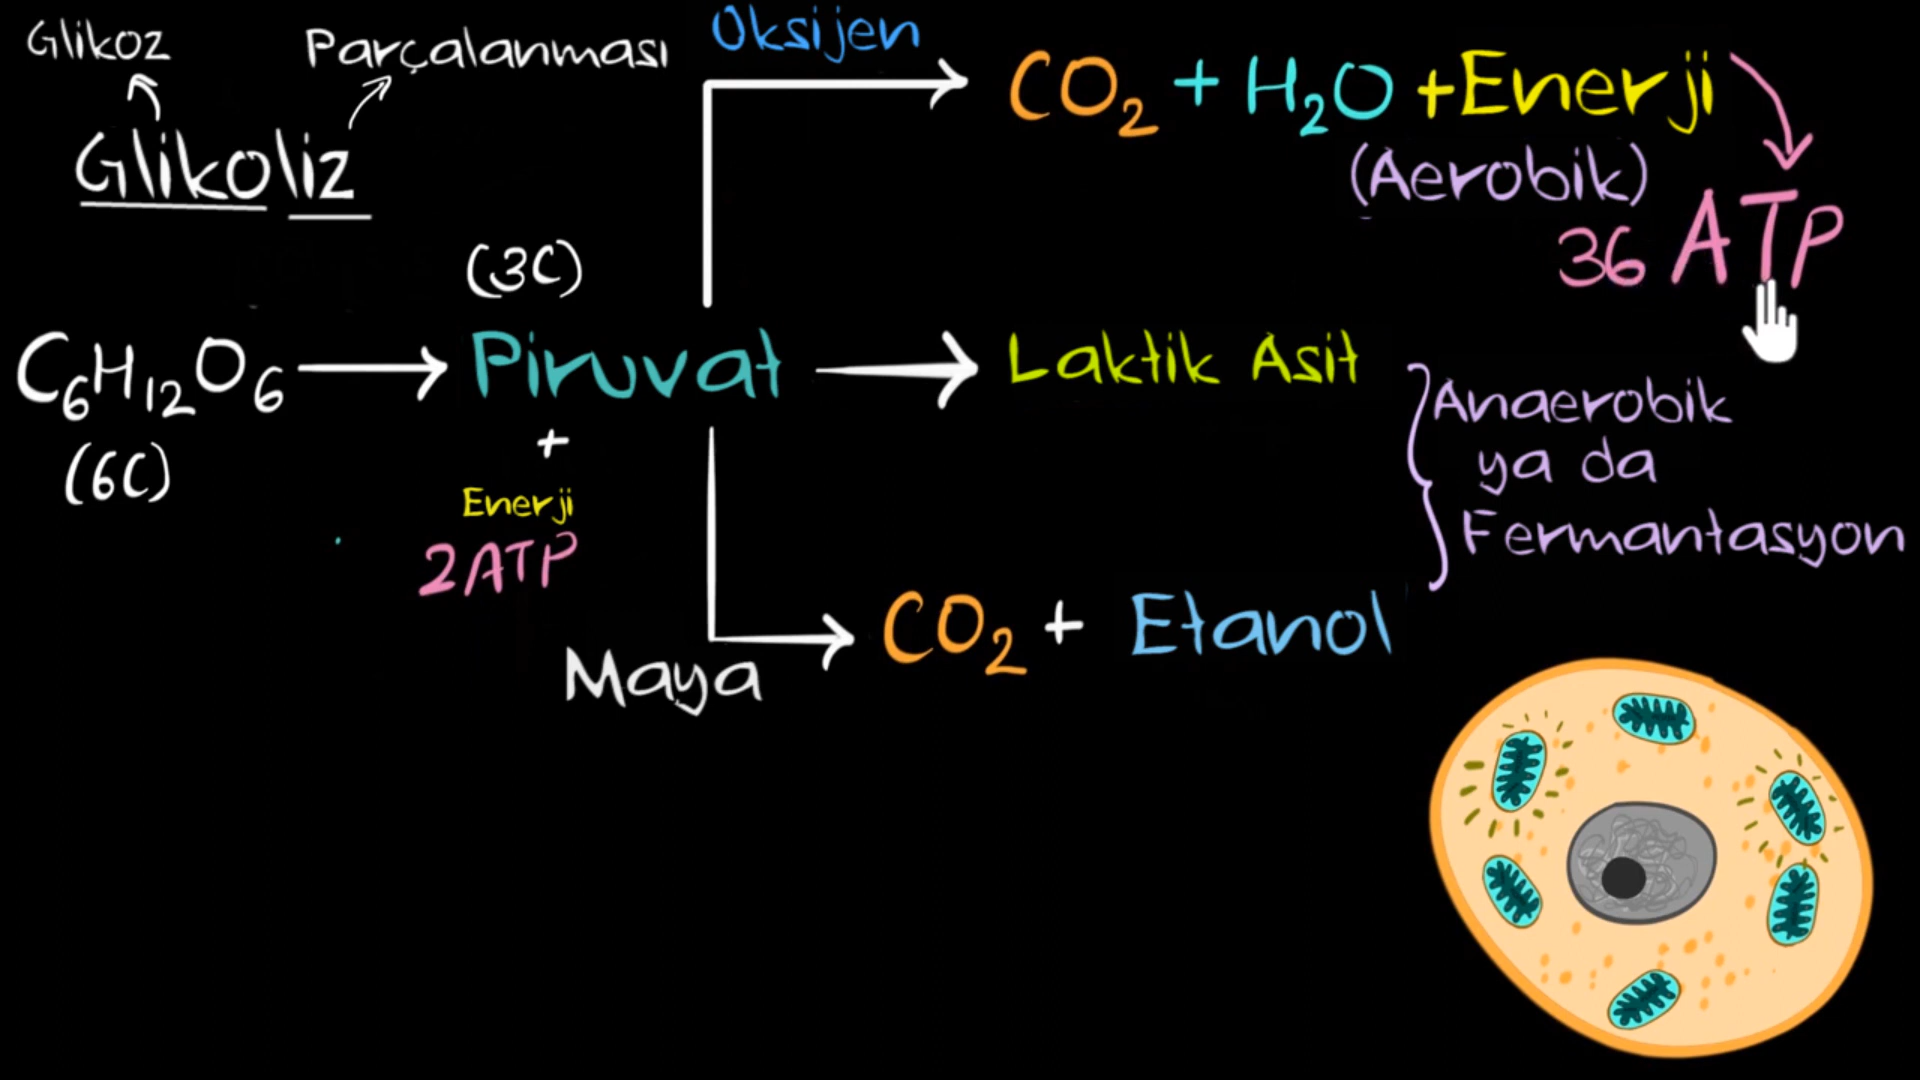 Glikoz
Parçalanması
Glikoliz
Oksijen
CO2 + H2O +Enerji
(Aerobik)
36 ATP
(3C)
C6H12O6
Piruvat
Laktik Asit
(6C)
+
Enerji
2ATP
Anaerobik
ya da
Fermantasyon
Maya
CO2 + Etanol